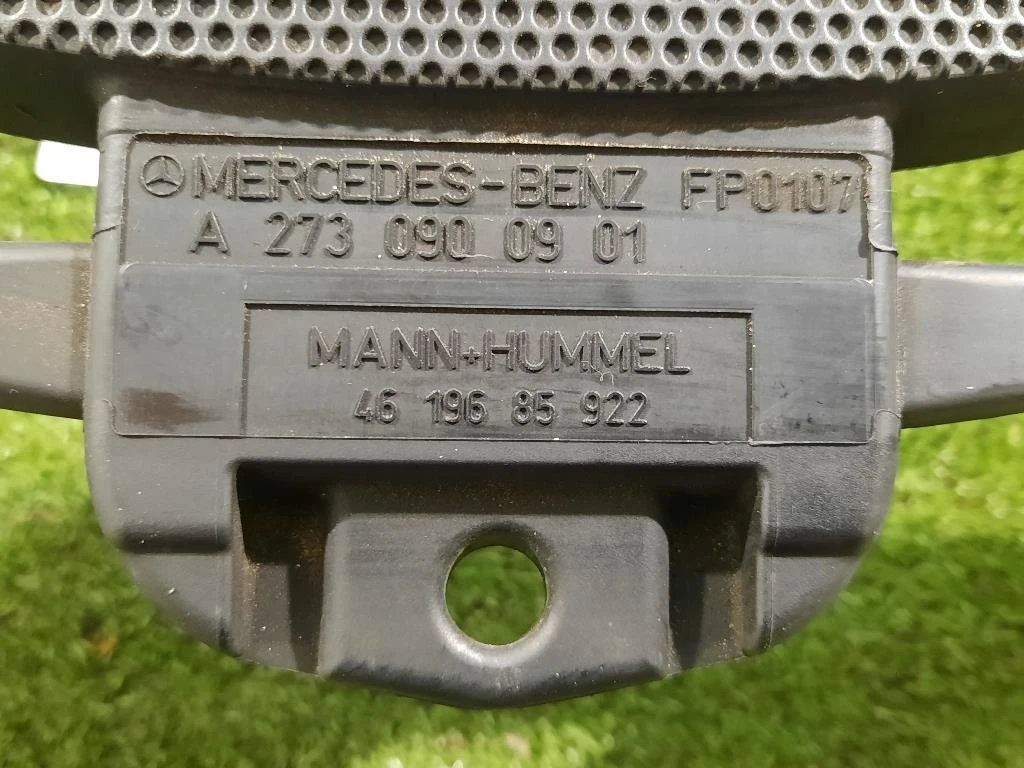 MERCEDES-BENZ FP0107
A 273 090 09 01
MANN+HUMMEL
46 196 85 922